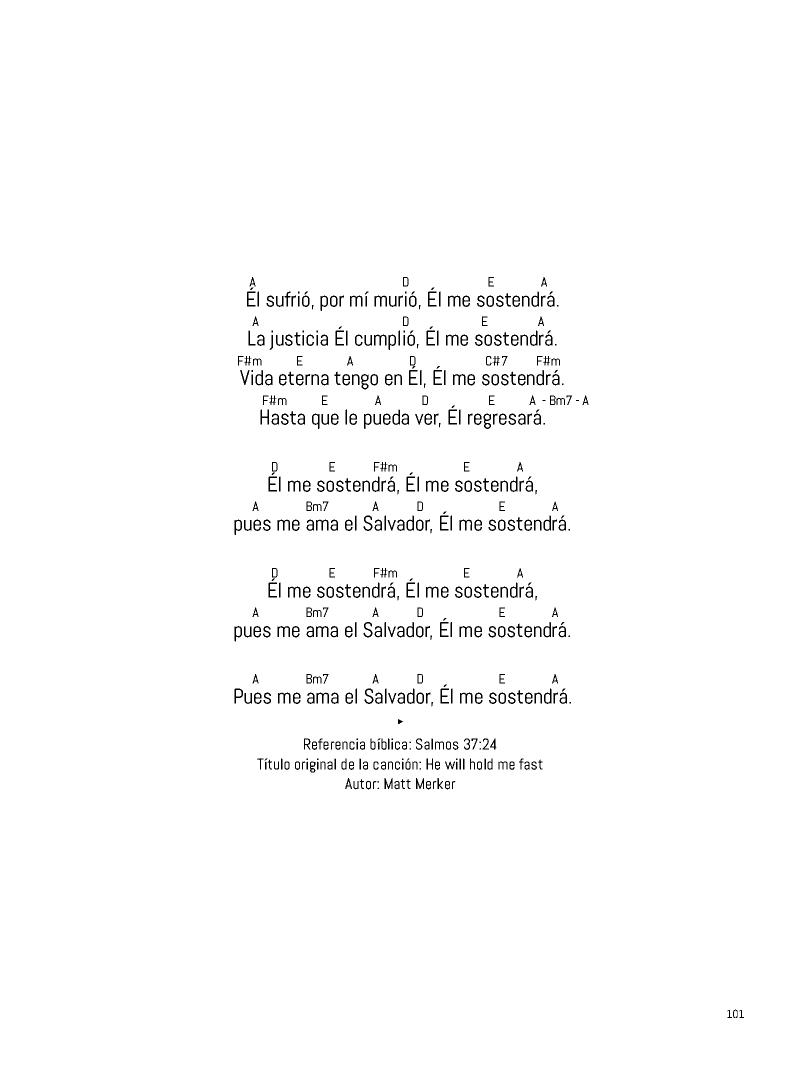 A D E A
Él sufrió, por mí murió, Él me sostendrá.
A D E A
La justicia Él cumplió, Él me sostendrá.
F#m E A D C#7 F#m
Vida eterna tengo en Él, Él me sostendrá.
F#m E A D E A - Bm7 - A
Hasta que le pueda ver, Él regresará.
D E F#m E A
Él me sostendrá, Él me sostendrá,
A Bm7 A D E A
pues me ama el Salvador, Él me sostendrá.
D E F#m E A
Él me sostendrá, Él me sostendrá,
A Bm7 A D E A
pues me ama el Salvador, Él me sostendrá.
A Bm7 A D E A
Pues me ama el Salvador, Él me sostendrá.
Referencia bíblica: Salmos 37:24
Título original de la canción: He will hold me fast
Autor: Matt Merker
101